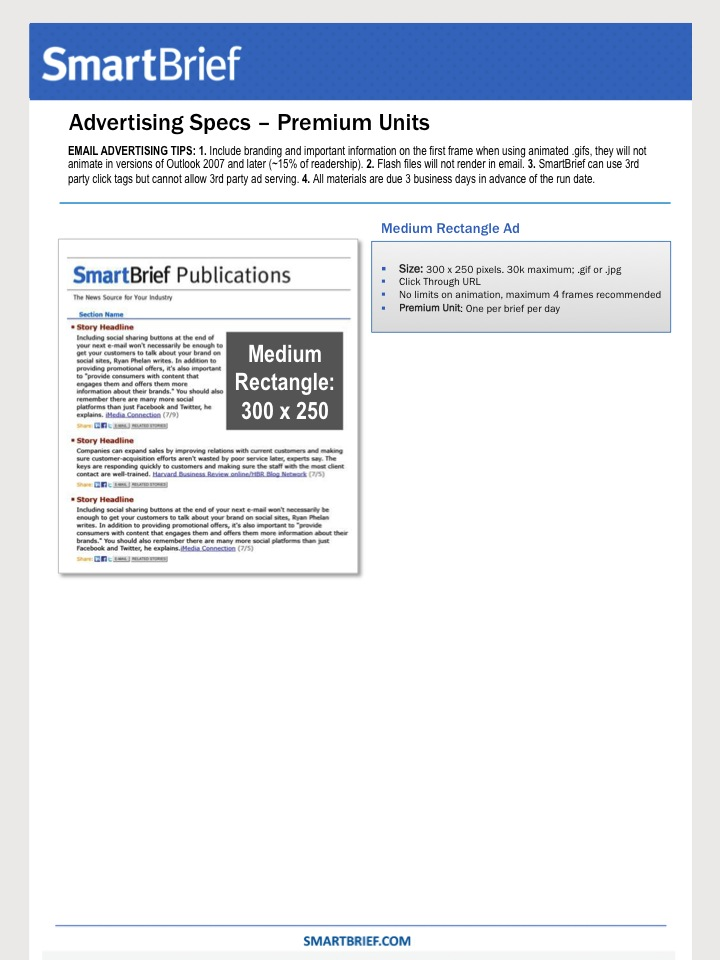 SmartBrief
Advertising Specs – Premium Units
EMAIL ADVERTISING TIPS: 1. Include branding and important information on the first frame when using animated .gifs, they will not
animate in versions of Outlook 2007 and later (~15% of readership). 2. Flash files will not render in email. 3. SmartBrief can use 3rd
party click tags but cannot allow 3rd party ad serving. 4. All materials are due 3 business days in advance of the run date.
Medium Rectangle Ad
▪ Size: 300 x 250 pixels. 30k maximum; .gif or .jpg
▪ Click Through URL
▪ No limits on animation, maximum 4 frames recommended
▪ Premium Unit: One per brief per day
SmartBrief Publications
The News Source for Your Industry
Section Name
▪ Story Headline
Including social sharing buttons at the end of
your next e-mail won't necessarily be enough to
get your customers to talk about your brand on
social sites, Ryan Phelan writes. In addition to
providing promotional offers, it's also important
to "provide consumers with content that
engages them and offers them more
information about their brands." You should also
remember there are many more social
platforms than just Facebook and Twitter, he
explains. iMedia Connection (7/9)
Share: E-MAIL RELATED STORIES
Medium
Rectangle:
300 x 250
▪ Story Headline
Companies can expand sales by improving relations with current customers and making
sure customer-acquisition efforts aren't wasted by poor service later, experts say. The
keys are responding quickly to customers and making sure the staff with the most client
contact are well-trained. Harvard Business Review online/HBR Blog Network (7/5)
Share: E-MAIL RELATED STORIES
▪ Story Headline
Including social sharing buttons at the end of your next e-mail won't necessarily be
enough to get your customers to talk about your brand on social sites, Ryan Phelan
writes. In addition to providing promotional offers, it's also important to "provide
consumers with content that engages them and offers them more information about their
brands." You should also remember there are many more social platforms than just
Facebook and Twitter, he explains.iMedia Connection (7/5)
Share: E-MAIL RELATED STORIES
SMARTBRIEF.COM